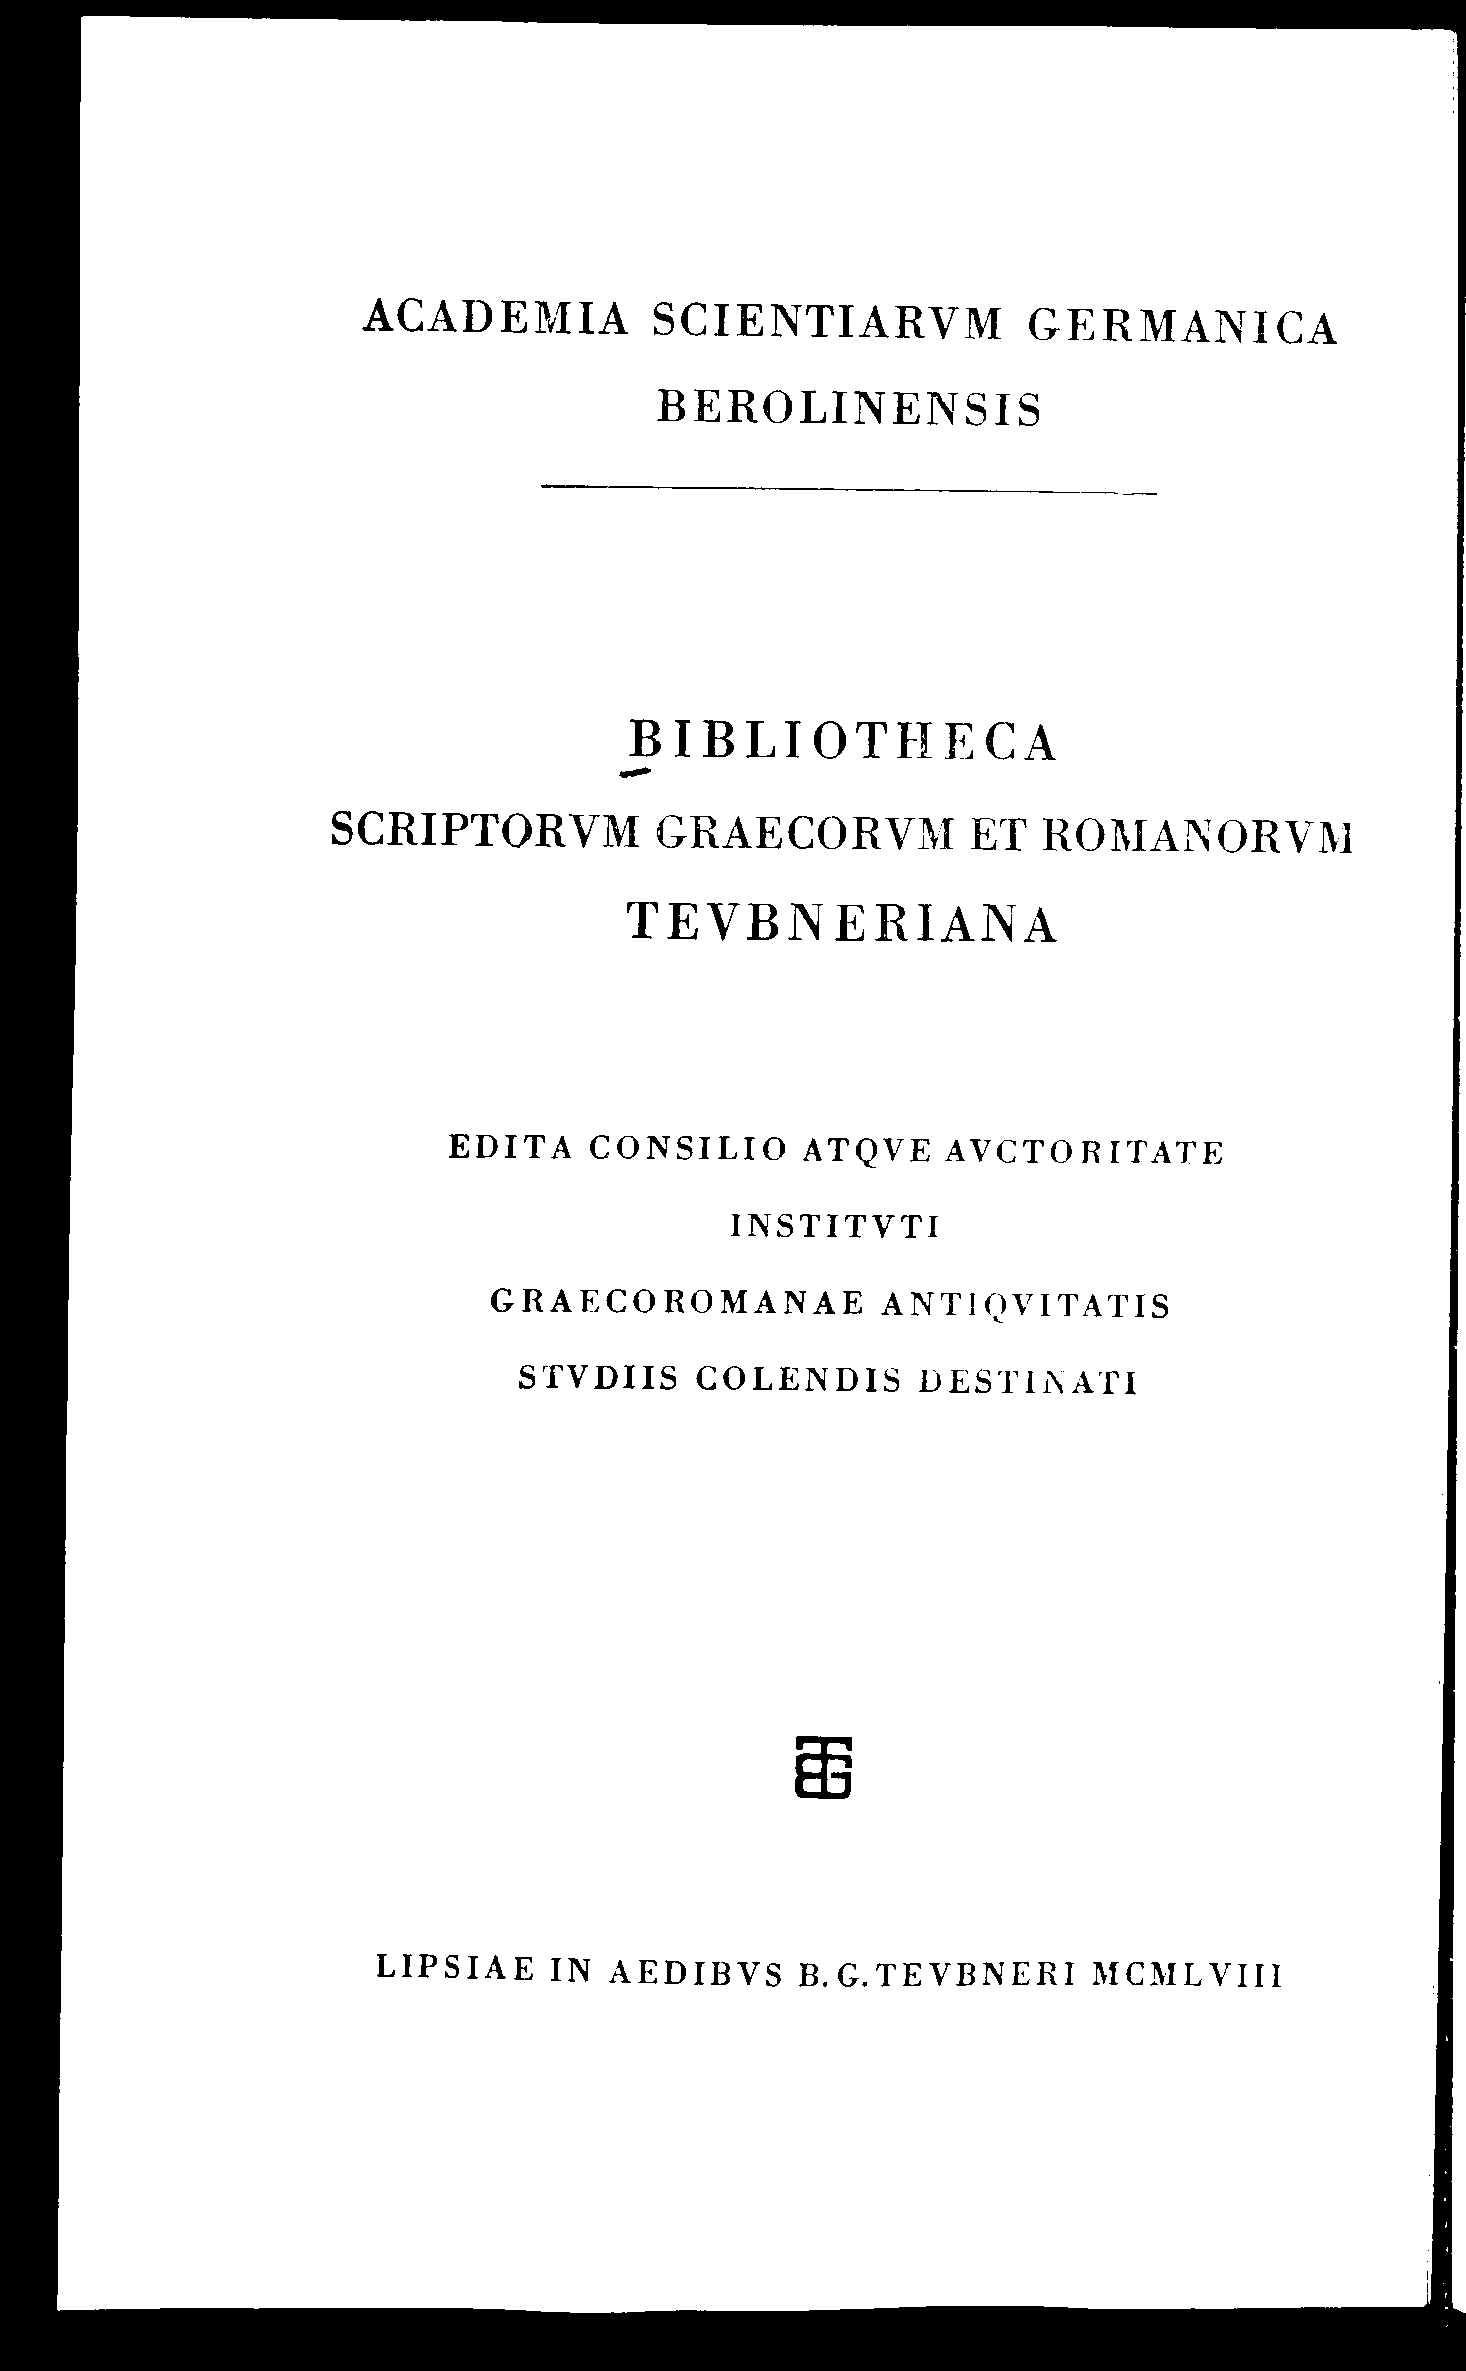 ACADEMIA SCIENTIARVM GERMANICA
BEROLINENSIS
BIBLIOTHECA
SCRIPTORVM GRAECORVM ET ROMANORVM
TEVBNERIANA
EDITA CONSILIO ATQVE AVCTORITATE
INSTITVTI
GRAECOROMANAE ANTIQVITATIS
STVDIIS COLENDIS DESTINATI
LIPSIAE IN AEDIBVS B.G.TEVBNERI MCMLVIII